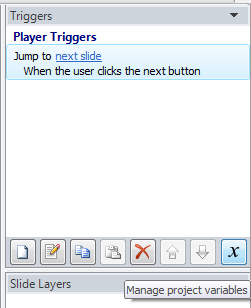 Triggers
Player Triggers
Jump to next slide
When the user clicks the next button
x
Slide Layers
Manage project variables